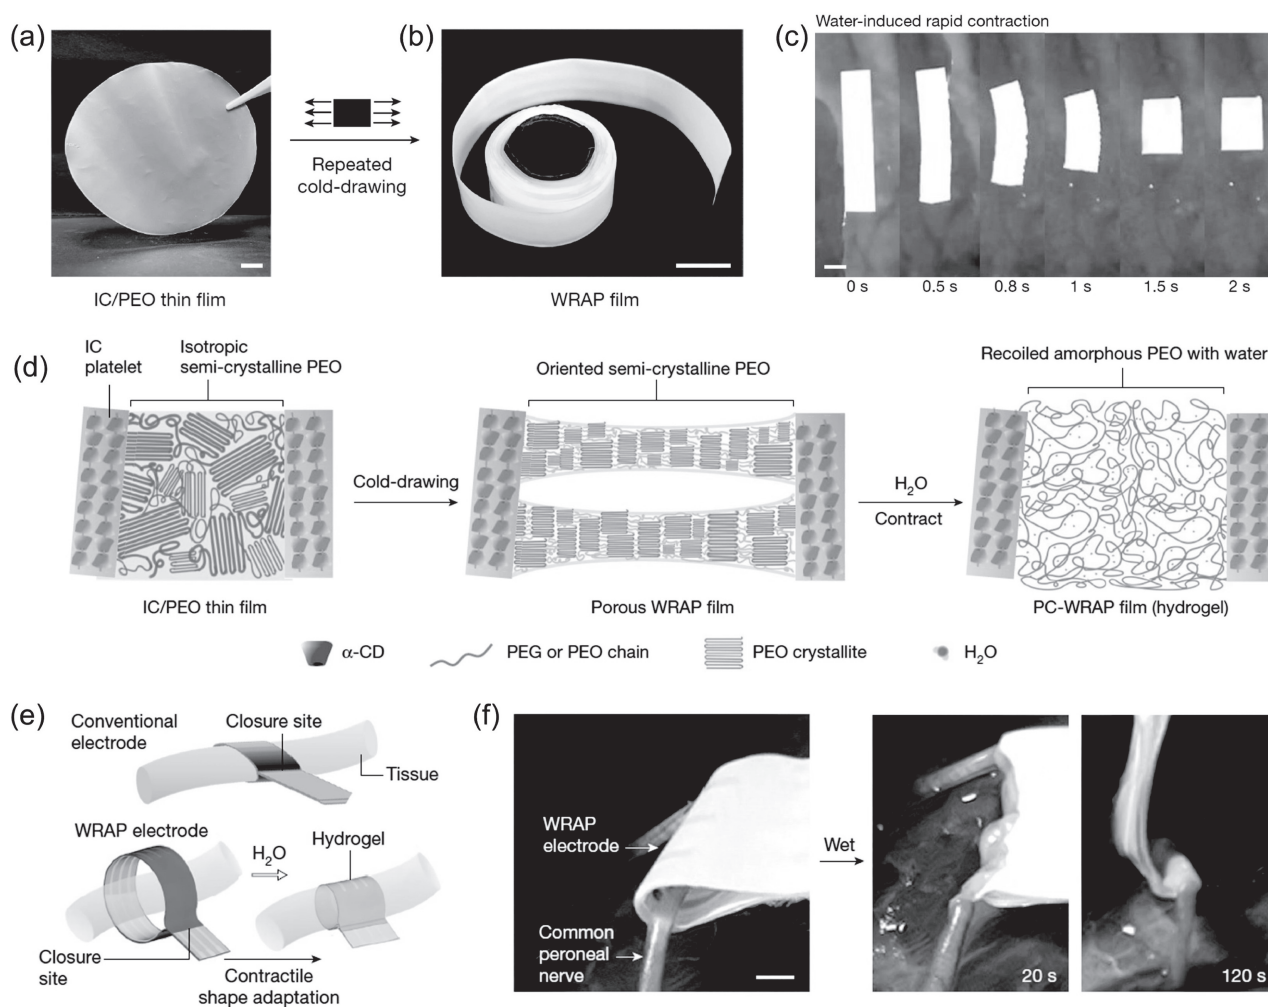 (a)
Repeated
cold-drawing
IC/PEO thin flim
(b)
WRAP film
(c)
Water-induced rapid contraction
0 s
0.5 s
0.8 s
1 s
1.5 s
2 s
(d)
IC
platelet
Isotropic
semi-crystalline PEO
Oriented semi-crystalline PEO
Recoiled amorphous PEO with water
Cold-drawing
H2O
Contract
IC/PEO thin film
Porous WRAP film
PC-WRAP film (hydrogel)
α-CD
PEG or PEO chain
PEO crystallite
H2O
(e)
Conventional
electrode
Closure site
Tissue
WRAP electrode
H2O
Hydrogel
Closure
site
Contractile
shape adaptation
(f)
WRAP
electrode
Common
peroneal
nerve
Wet
20 s
120 s